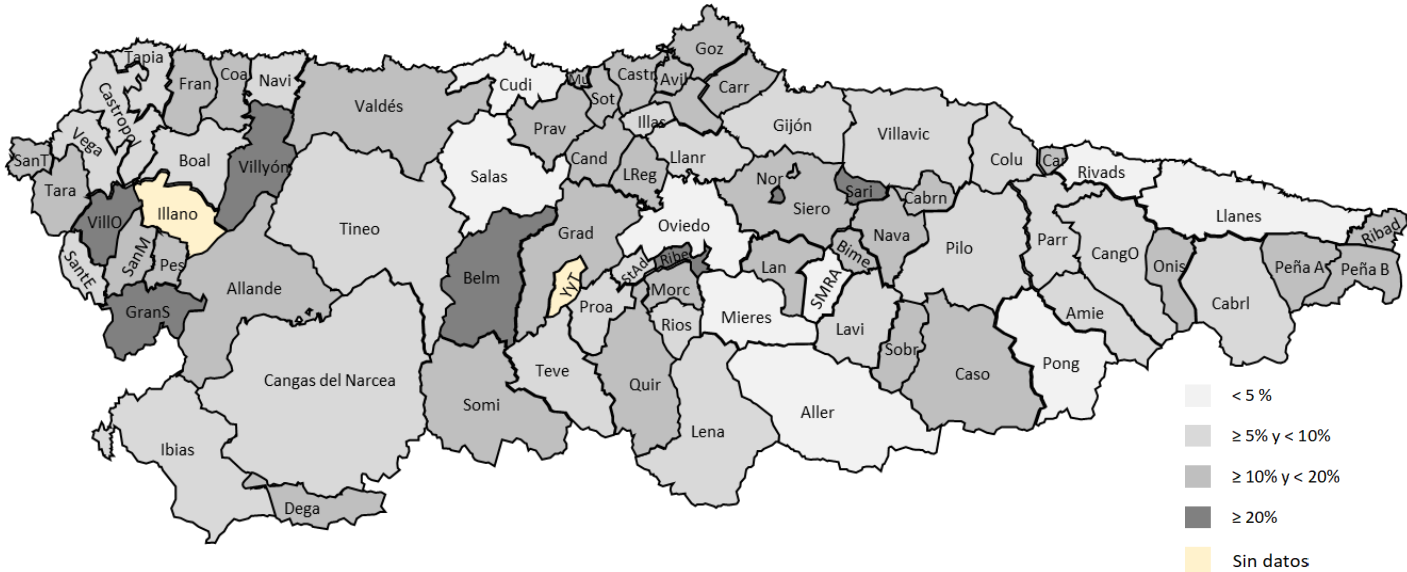 Goz
Tapia
Fran
Coa
Navi
Cudi
Mu
Sot
Castr
Avil
Carr
Castropol
Valdés
Prav
Illas
Gijón
Villavic
Vega
SanT
Boal
Villyón
Salas
Cand
LReg
Llanr
Colu
Car
Rivads
Tara
Illano
Nor
Siero
Sari
Cabrn
Llanes
VillO
SanM
Tineo
Grad
Oviedo
Nava
Pilo
Parr
CangO
Ribad
SantE
Pes
Allande
Belm
YyT
StAdr
Ribe
Lan
Bime
Onis
Peña A
Peña B
GranS
Proa
Morc
SMRA
Cabrl
Rios
Mieres
Lavi
Amie
Cangas del Narcea
Teve
Quir
Sobr
Caso
Pong
Somi
Aller
Ibias
Lena
Dega
< 5 %
≥ 5% y < 10%
≥ 10% y < 20%
≥ 20%
Sin datos